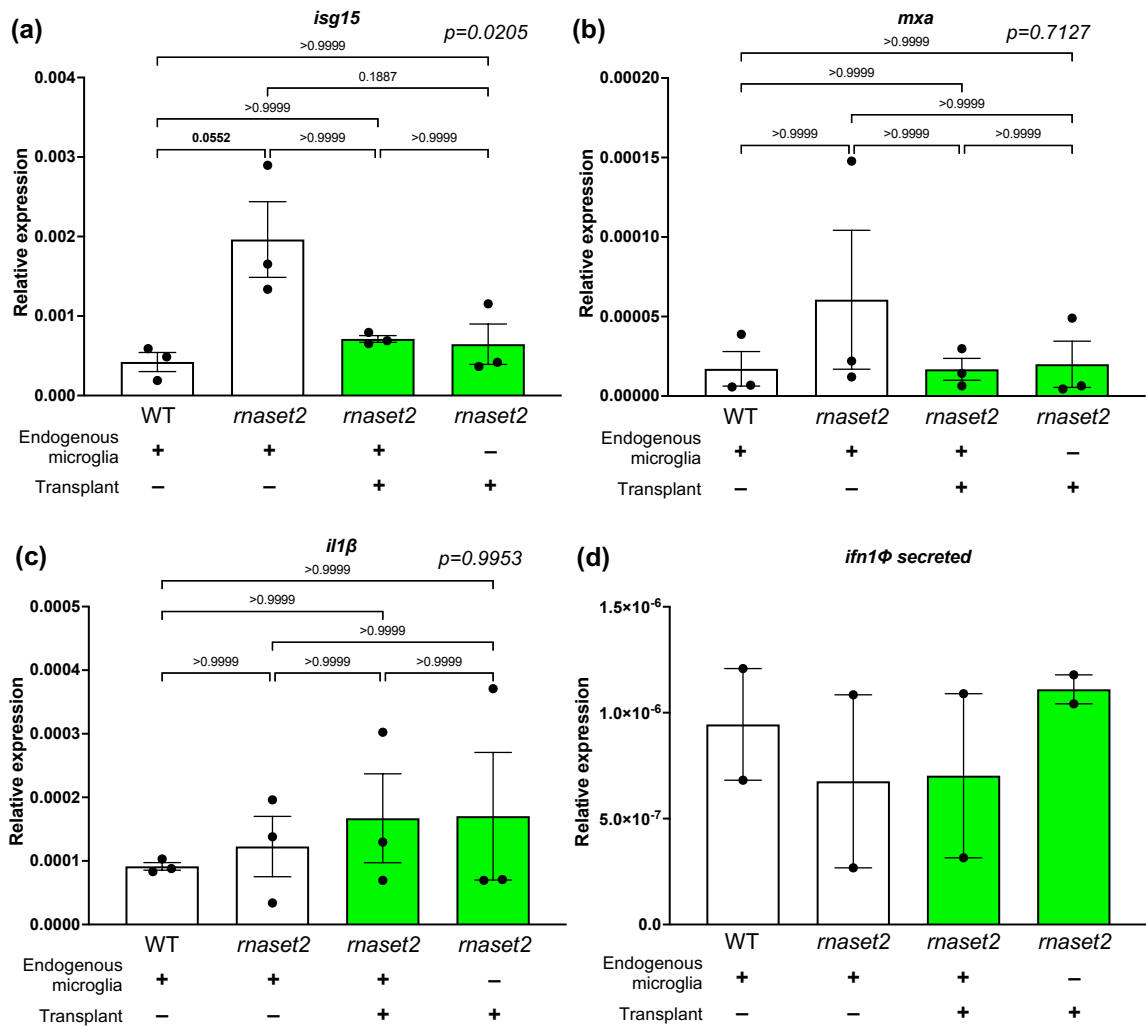 (a)
isg15
p=0.0205
>0.9999
0.1887
>0.9999
0.0552
>0.9999
>0.9999
Relative expression
0.004
0.003
0.002
0.001
0.000
WT
rnaset2
rnaset2
rnaset2
Endogenous
microglia
+
+
+
–
Transplant
–
–
+
+
(b)
mxa
p=0.7127
>0.9999
>0.9999
>0.9999
>0.9999
>0.9999
>0.9999
Relative expression
0.00020
0.00015
0.00010
0.00005
0.00000
WT
rnaset2
rnaset2
rnaset2
Endogenous
microglia
+
+
+
–
Transplant
–
–
+
+
(c)
il1β
p=0.9953
>0.9999
>0.9999
>0.9999
>0.9999
>0.9999
>0.9999
Relative expression
0.0005
0.0004
0.0003
0.0002
0.0001
0.0000
WT
rnaset2
rnaset2
rnaset2
Endogenous
microglia
+
+
+
–
Transplant
–
–
+
+
(d)
ifn1Φ secreted
Relative expression
1.5×10⁻⁶
1.0×10⁻⁶
5.0×10⁻⁷
0.0
WT
rnaset2
rnaset2
rnaset2
Endogenous
microglia
+
+
+
–
Transplant
–
–
+
+